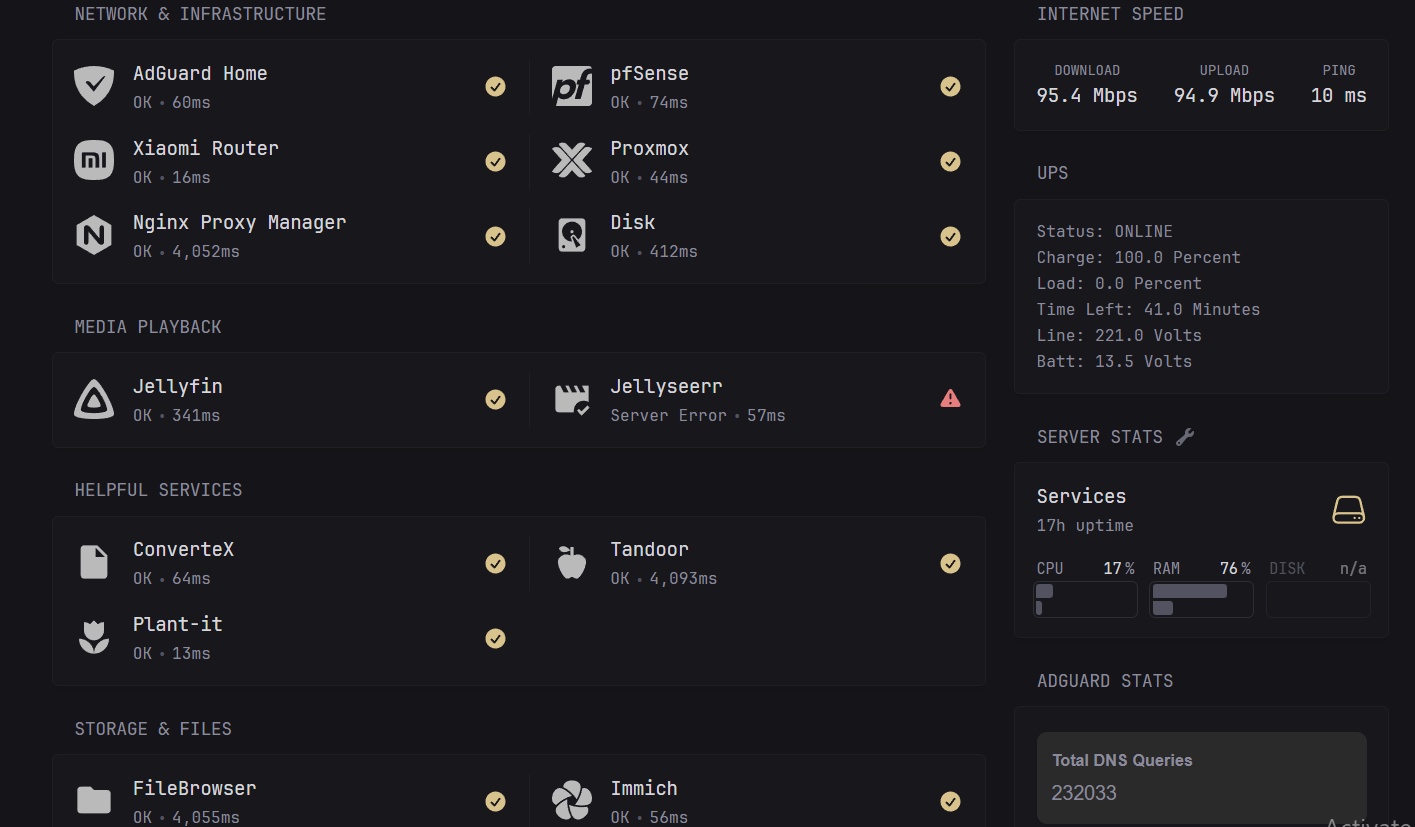 NETWORK & INFRASTRUCTURE
AdGuard Home
OK • 60ms
pfSense
OK • 74ms
Xiaomi Router
OK • 16ms
Proxmox
OK • 44ms
Nginx Proxy Manager
OK • 4,052ms
Disk
OK • 412ms
MEDIA PLAYBACK
Jellyfin
OK • 341ms
Jellyseerr
Server Error • 57ms
HELPFUL SERVICES
ConverteX
OK • 64ms
Tandoor
OK • 4,093ms
Plant-it
OK • 13ms
STORAGE & FILES
FileBrowser
OK • 4,055ms
Immich
OK • 56ms
INTERNET SPEED
DOWNLOAD UPLOAD PING
95.4 Mbps 94.9 Mbps 10 ms
UPS
Status: ONLINE
Charge: 100.0 Percent
Load: 0.0 Percent
Time Left: 41.0 Minutes
Line: 221.0 Volts
Batt: 13.5 Volts
SERVER STATS
Services
17h uptime
CPU 17% RAM 76% DISK n/a
ADGUARD STATS
Total DNS Queries
232033
Activate